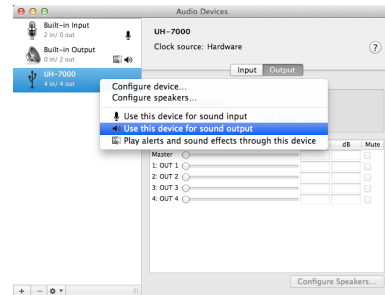 Audio Devices
Built-in Input
2 in/ 0 out
Built-in Output
0 in/ 2 out
UH-7000
4 in/ 4 out
UH-7000
Clock source: Hardware
?
Input Output
Configure device...
Configure speakers...
Use this device for sound input
Use this device for sound output
Play alerts and sound effects through this device
dB Mute
Master
1: OUT 1
2: OUT 2
3: OUT 3
4: OUT 4
Configure Speakers...